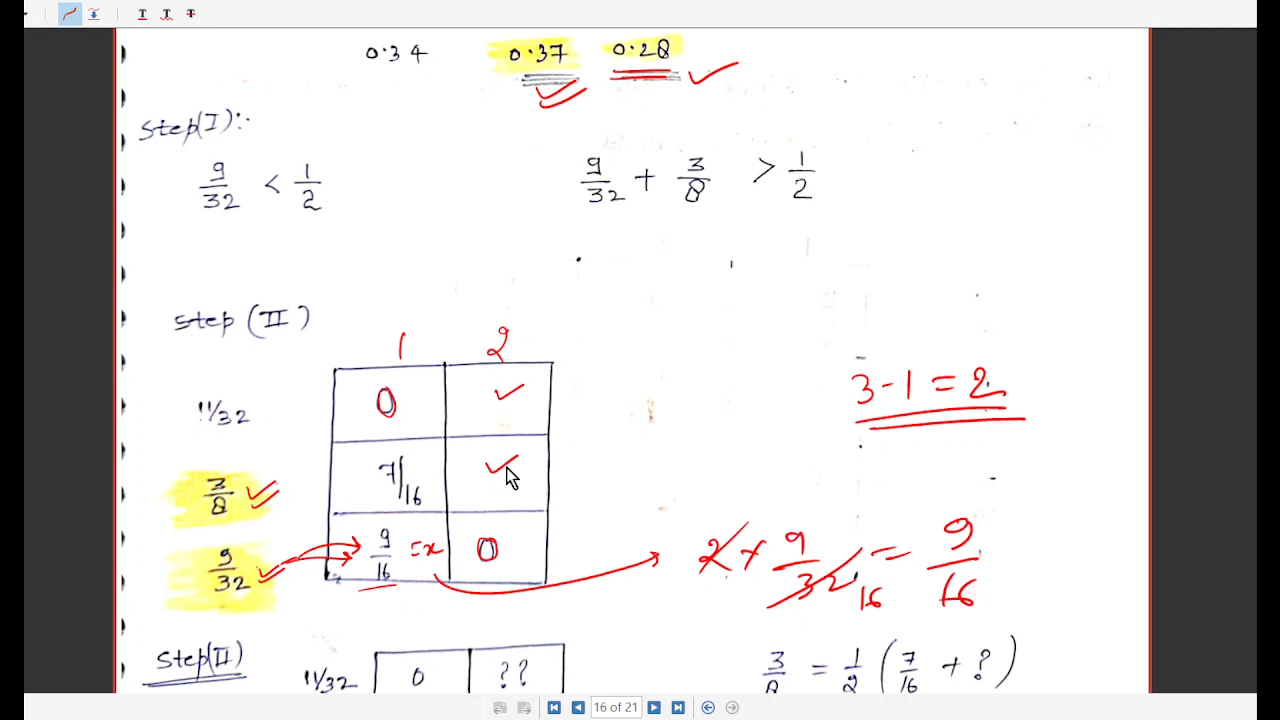 T T T
0.34 0.37 0.28
Step(I):-
9/32 < 1/2 9/32 + 3/8 > 1/2
Step (II)
1 2
11/32 0 ✓
3-1=2
3/8 7/16 ✓
9/32 9/16 =x 0 2 x 9/32 16 = 9/16
Step(II)
11/32 0 ??
3/8 = 1/2 (7/16 + ?)
16 of 21